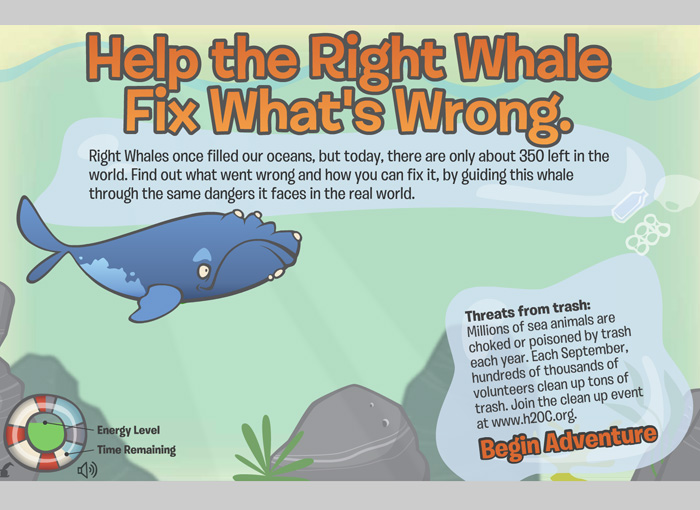 Help the Right Whale
Fix What's Wrong.
Right Whales once filled our oceans, but today, there are only about 350 left in the
world. Find out what went wrong and how you can fix it, by guiding this whale
through the same dangers it faces in the real world.
Threats from trash:
Millions of sea animals are
choked or poisoned by trash
each year. Each September,
hundreds of thousands of
volunteers clean up tons of
trash. Join the clean up event
at www.h2OC.org.
Begin Adventure
Energy Level
Time Remaining